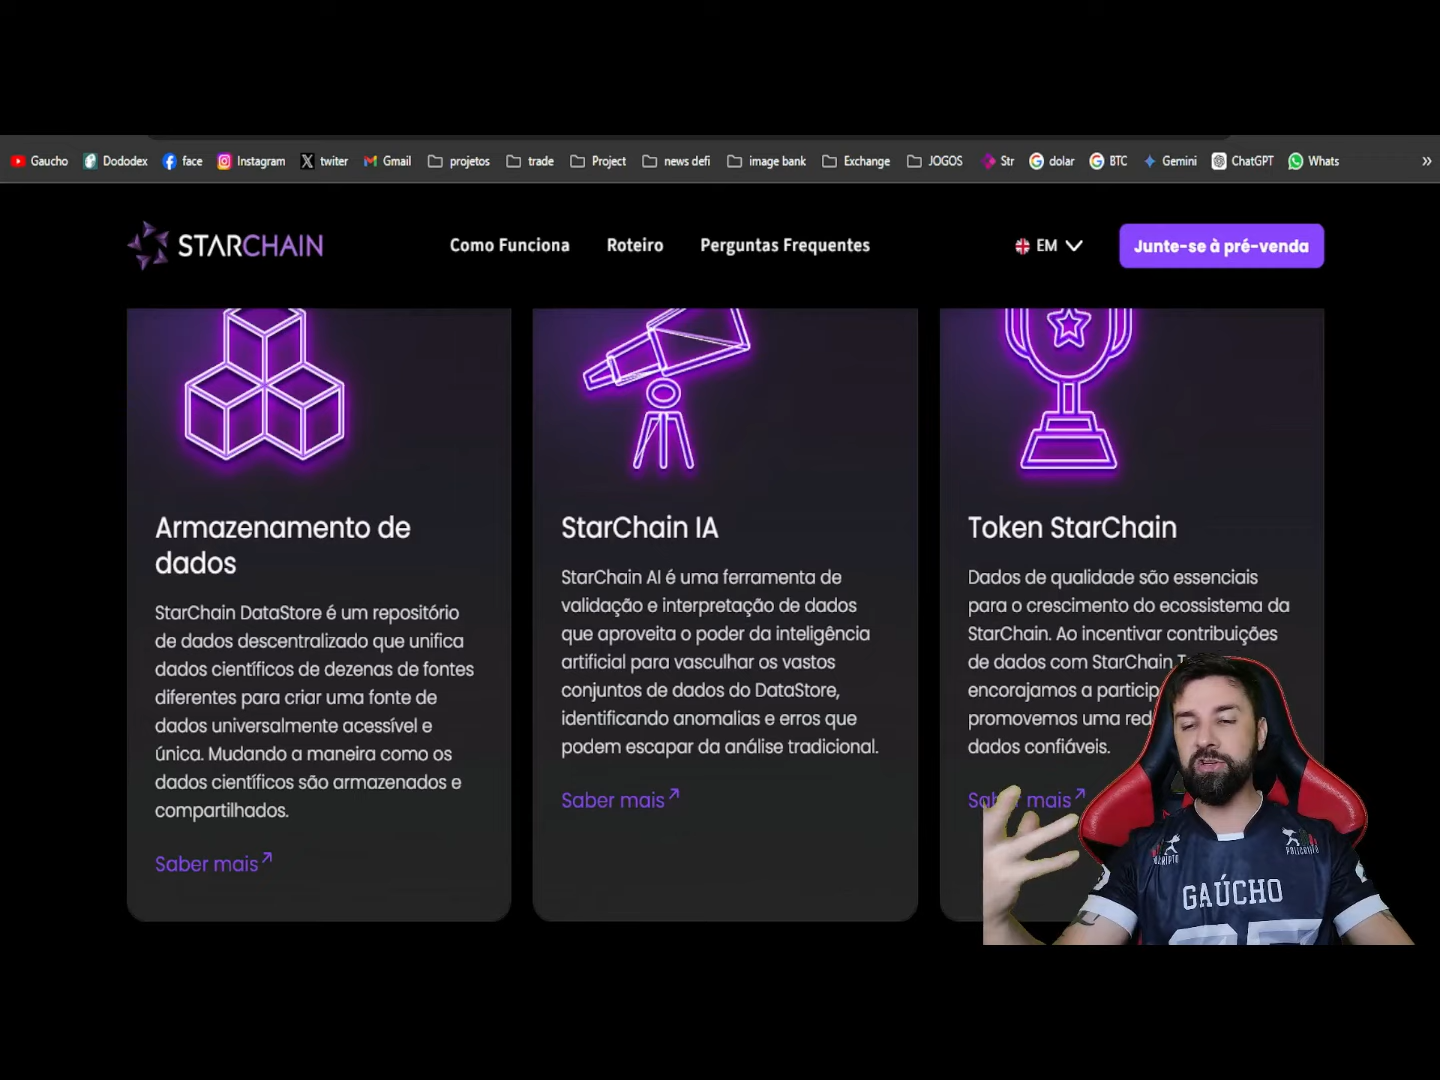 Gaucho Dododex face Instagram twiter Gmail projetos trade Project news defi image bank Exchange JOGOS Str dolar BTC Gemini ChatGPT Whats »
STARCHAIN Como Funciona Roteiro Perguntas Frequentes EM Junte-se à pré-venda
Armazenamento de
dados
StarChain DataStore é um repositório
de dados descentralizado que unifica
dados científicos de dezenas de fontes
diferentes para criar uma fonte de
dados universalmente acessível e
única. Mudando a maneira como os
dados científicos são armazenados e
compartilhados.
Saber mais
StarChain IA
StarChain AI é uma ferramenta de
validação e interpretação de dados
que aproveita o poder da inteligência
artificial para vasculhar os vastos
conjuntos de dados do DataStore,
identificando anomalias e erros que
podem escapar da análise tradicional.
Saber mais
Token StarChain
Dados de qualidade são essenciais
para o crescimento do ecossistema da
StarChain. Ao incentivar contribuições
de dados com StarChain
encorajamos a
promovemos uma
dados confiáveis.
mais
GAÚCHO